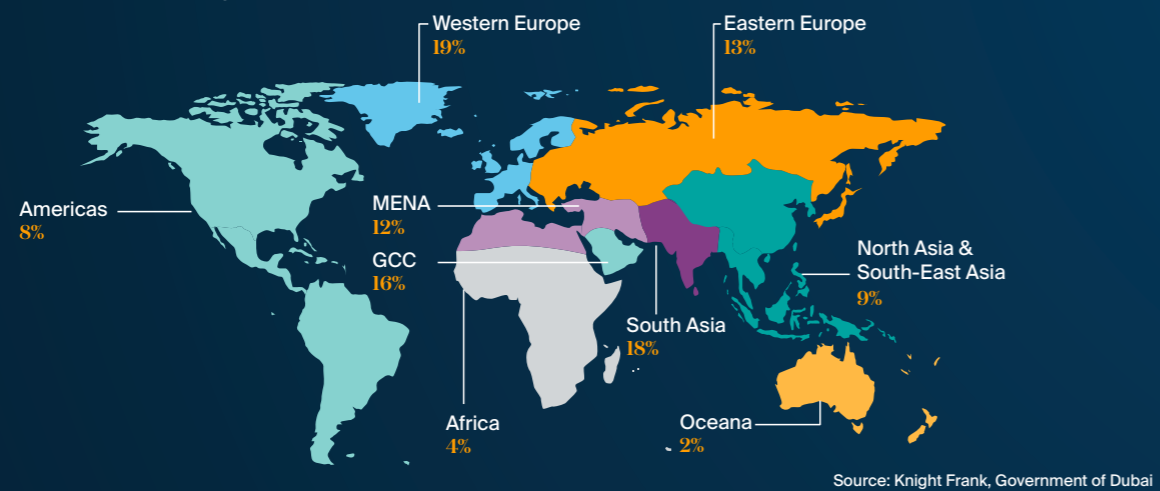 Western Europe
19%
Eastern Europe
13%
Americas
8%
MENA
12%
GCC
16%
North Asia &
South-East Asia
9%
South Asia
18%
Africa
4%
Oceana
2%
Source: Knight Frank, Government of Dubai